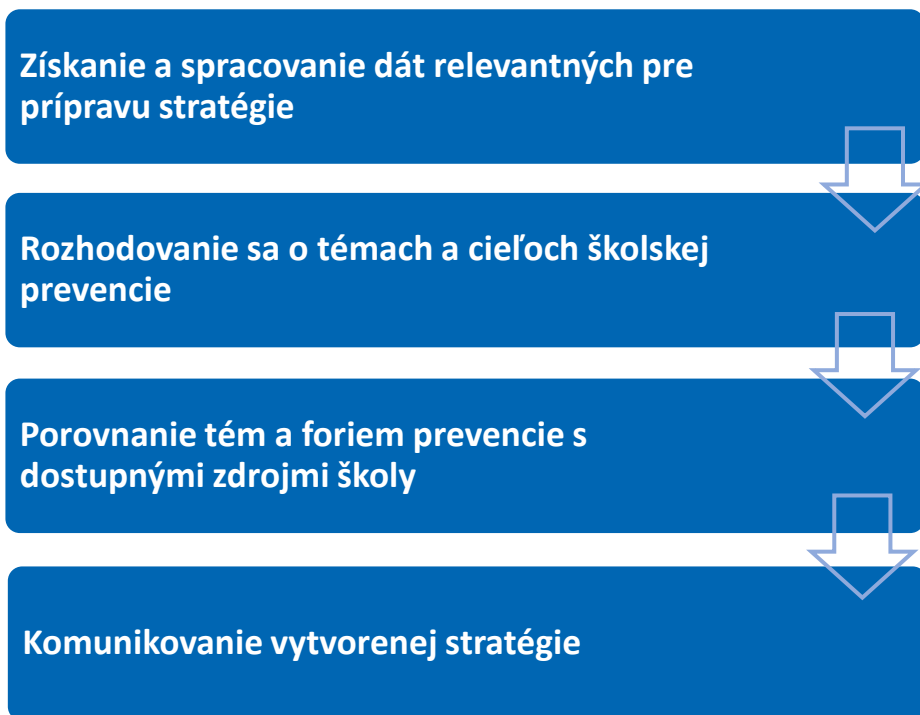 Získanie a spracovanie dát relevantných pre
prípravu stratégie
Rozhodovanie sa o témach a cieľoch školskej
prevencie
Porovnanie tém a foriem prevencie s
dostupnými zdrojmi školy
Komunikovanie vytvorenej stratégie